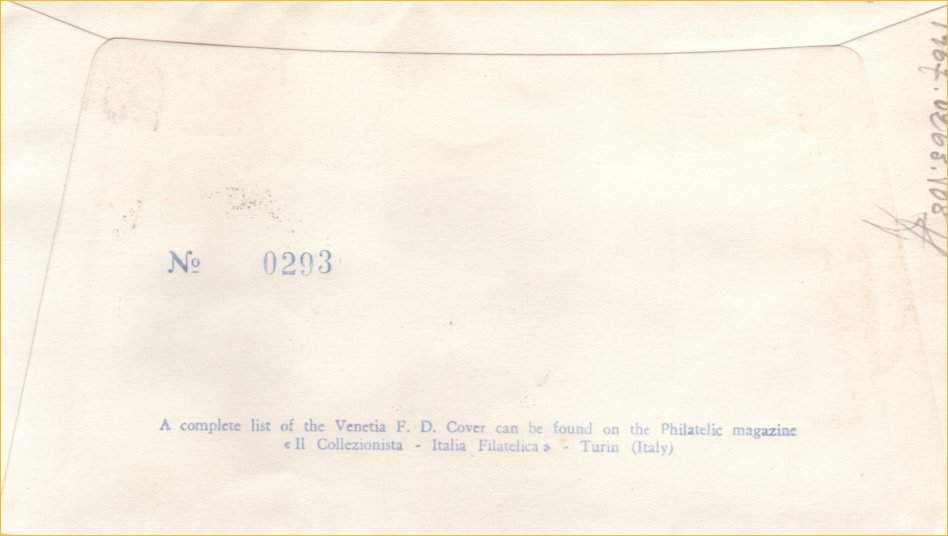 Nº 0293
A complete list of the Venetia F. D. Cover can be found on the Philatelic magazine
« Il Collezionista - Italia Filatelica » - Turin (Italy)